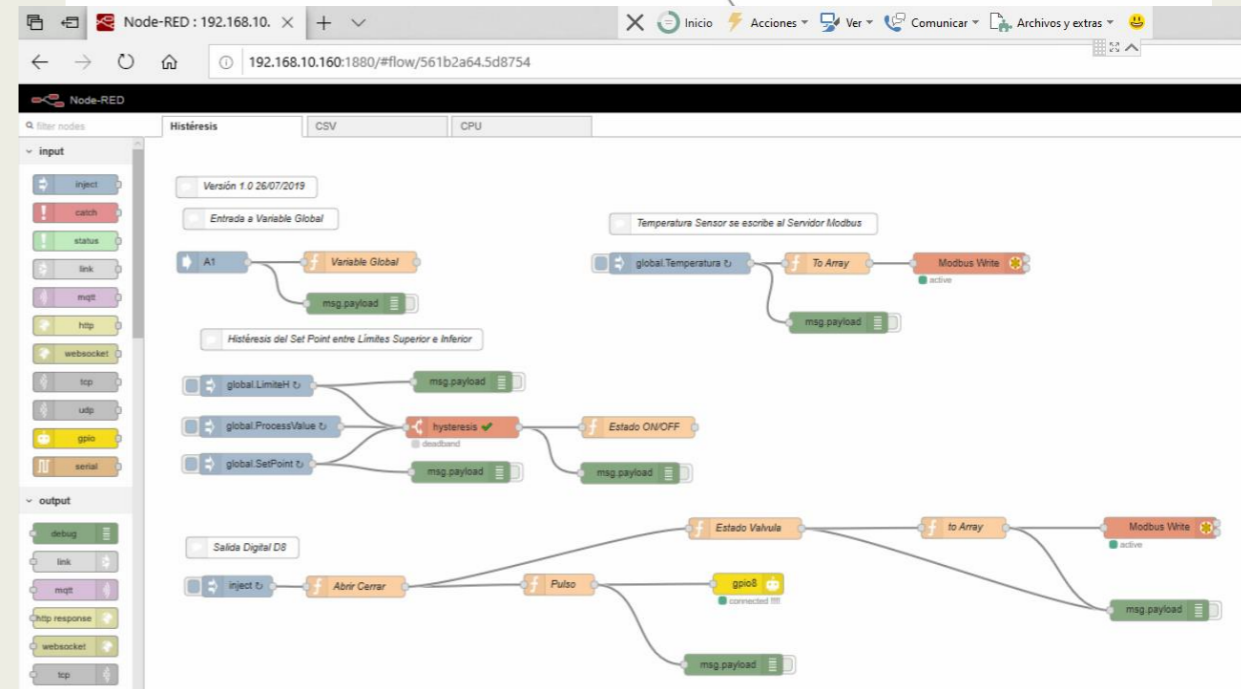 Node-RED : 192.168.10.
Inicio
Acciones
Ver
Comunicar
Archivos y extras
192.168.10.160:1880/#flow/561b2a64.5d8754
Node-RED
filter nodes
Histéresis
CSV
CPU
input
inject
catch
status
link
mqtt
http
websocket
tcp
udp
gpio
serial
output
debug
link
mqtt
http response
websocket
tcp
Versión 1.0 26/07/2019
Entrada a Variable Global
A1
Variable Global
msg.payload
Temperatura Sensor se escribe al Servidor Modbus
global.Temperatura ↻
To Array
Modbus Write
active
msg.payload
Histéresis del Set Point entre Límites Superior e Inferior
global.LimiteH ↻
msg.payload
global.ProcessValue ↻
hysteresis ✔
deadband
Estado ON/OFF
global.SetPoint ↻
msg.payload
msg.payload
Estado Valvula
to Array
Modbus Write
active
Salida Digital D8
inject ↻
Abrir Cerrar
Pulso
gpio8
connected !!!!
msg.payload
msg.payload